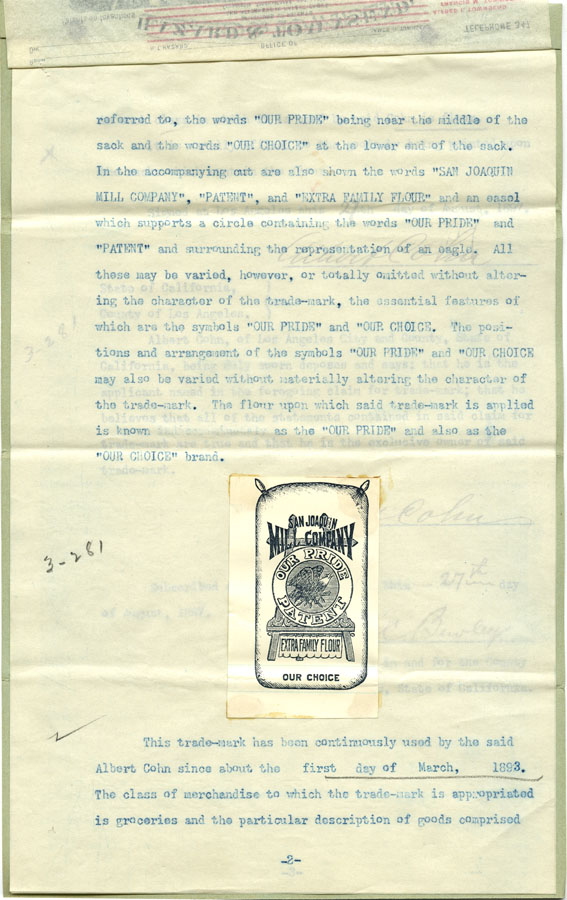 HAZARD & TOWNSEND,
OFFICE OF
TELEPHONE 347
referred to, the words "OUR PRIDE" being near the middle of the
sack and the words "OUR CHOICE" at the lower end of the sack.
In the accompanying cut are also shown the words "SAN JOAQUIN
MILL COMPANY", "PATENT", and "EXTRA FAMILY FLOUR" and an easel
which supports a circle containing the words "OUR PRIDE" and
"PATENT" and surrounding the representation of an eagle. All
these may be varied, however, or totally omitted without alter-
ing the character of the trade-mark, the essential features of
which are the symbols "OUR PRIDE" and "OUR CHOICE. The posi-
tions and arrangement of the symbols "OUR PRIDE" and "OUR CHOICE
may also be varied without materially altering the character of
the trade-mark. The flour upon which said trade-mark is applied
is known as the "OUR PRIDE" and also as the
"OUR CHOICE" brand.
3-281
SAN JOAQUIN
MILL COMPANY
OUR PRIDE
PATENT
EXTRA FAMILY FLOUR
OUR CHOICE
This trade-mark has been continuously used by the said
Albert Cohn since about the first day of March, 1893.
The class of merchandise to which the trade-mark is appropriated
is groceries and the particular description of goods comprised
-2-